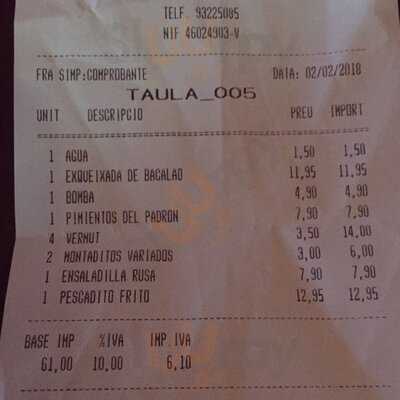 TELF. 93225085
NIF 46024903-V
FRA SIMP:COMPROBANTE DATA: 02/02/2018
TAULA_005
UNIT DESCRIPCIO PREU IMPORT
1 AGUA 1,50 1,50
1 EXQUEIXADA DE BACALAO 11,95 11,95
1 BOMBA 4,90 4,90
1 PIMIENTOS DEL PADRON 7,90 7,90
4 VERMUT 3,50 14,00
2 MONTADITOS VARIADOS 3,00 6,00
1 ENSALADILLA RUSA 7,90 7,90
1 PESCADITO FRITO 12,95 12,95
BASE IMP %IVA IMP.IVA
61,00 10,00 6,10